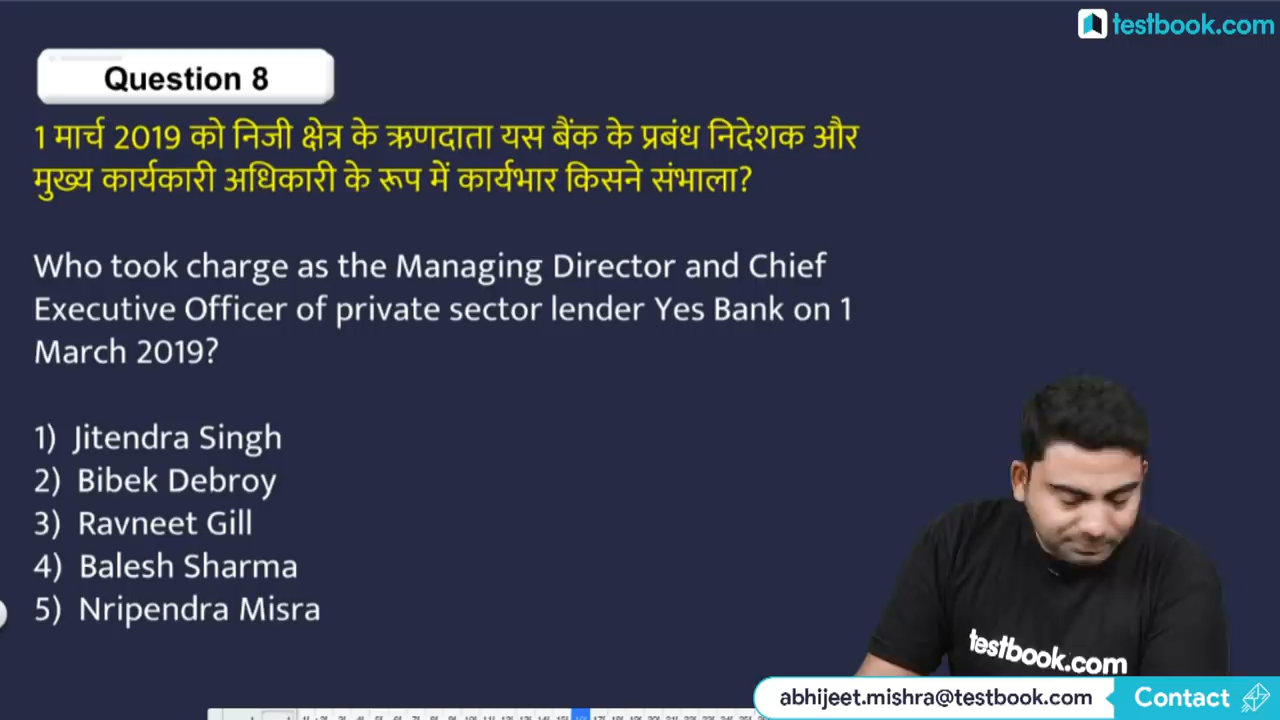 testbook.com
Question 8
1 मार्च 2019 को निजी क्षेत्र के ऋणदाता यस बैंक के प्रबंध निदेशक और
मुख्य कार्यकारी अधिकारी के रूप में कार्यभार किसने संभाला?
Who took charge as the Managing Director and Chief
Executive Officer of private sector lender Yes Bank on 1
March 2019?
1) Jitendra Singh
2) Bibek Debroy
3) Ravneet Gill
4) Balesh Sharma
5) Nripendra Misra
testbook.com
abhijeet.mishra@testbook.com Contact